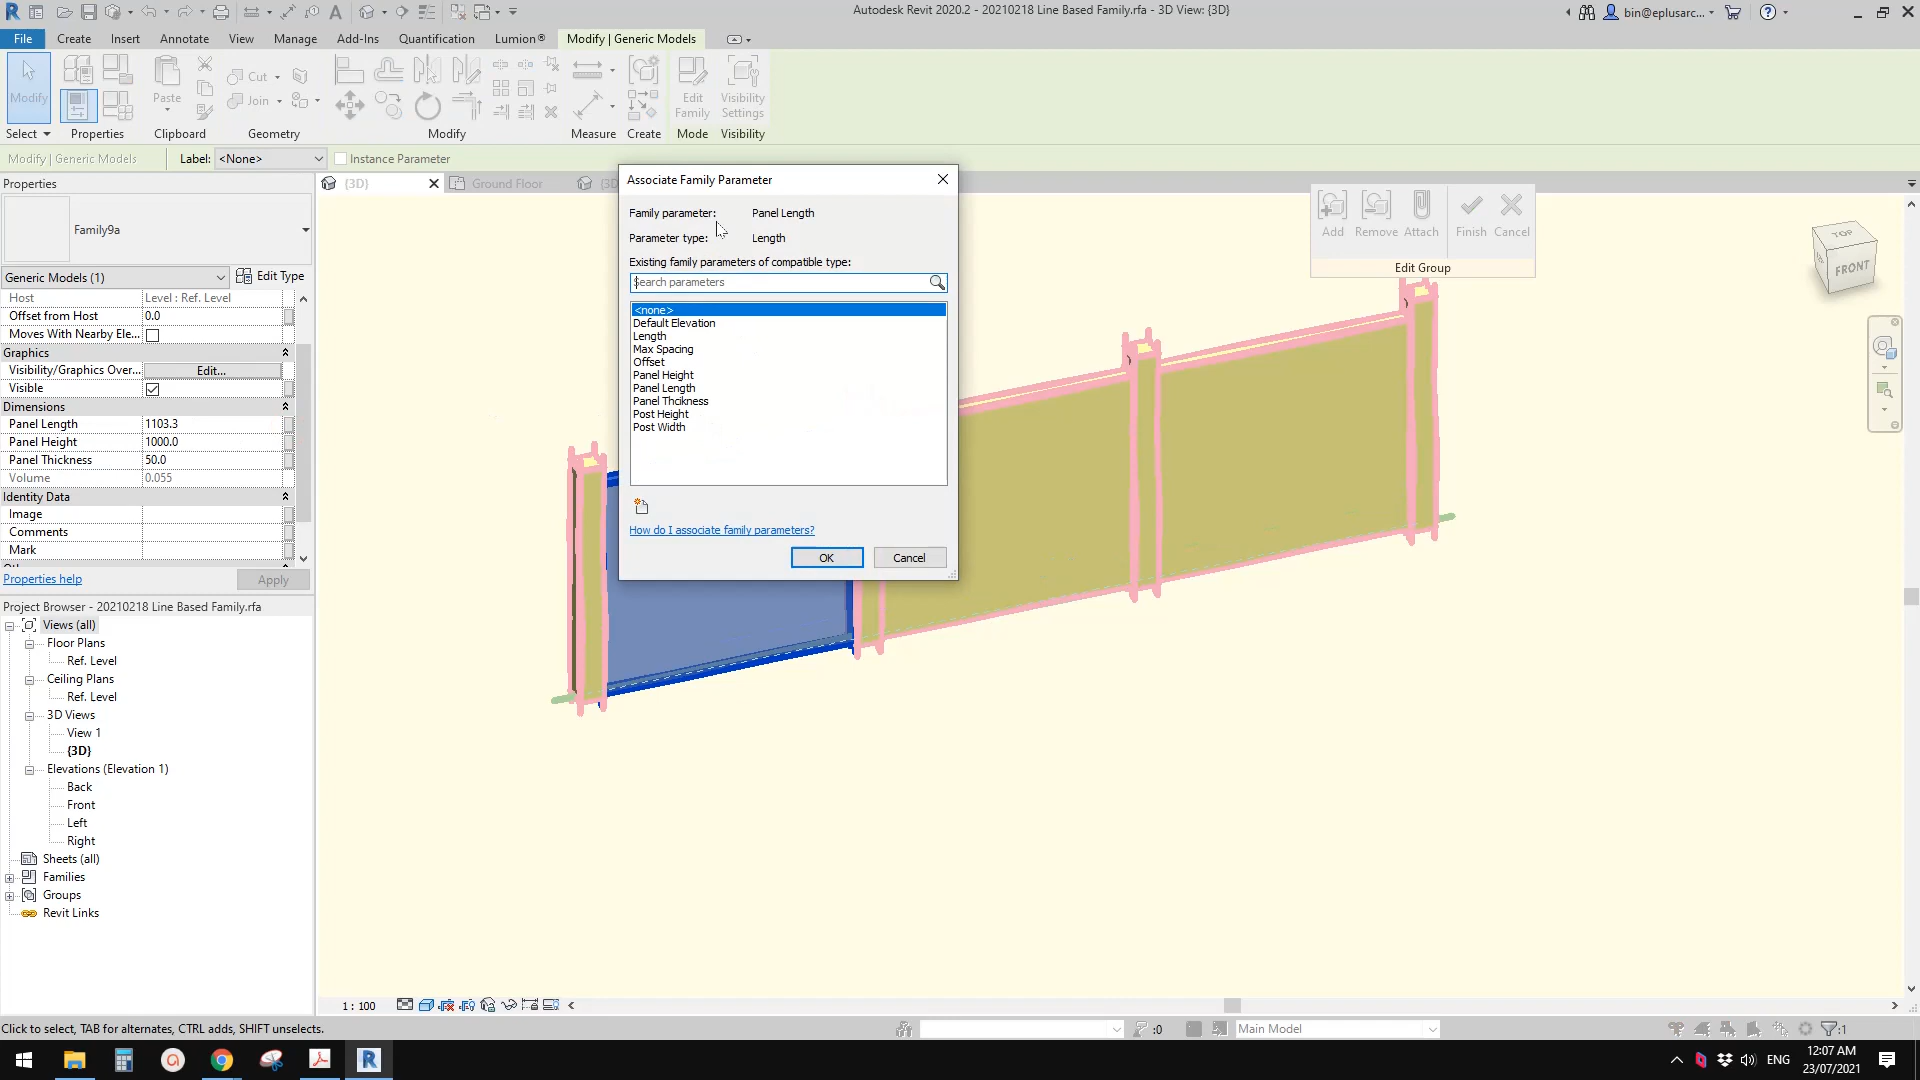 Autodesk Revit 2020.2 - 20210218 Line Based Family.rfa - 3D View: {3D}
bin@eplusarc...
File Create Insert Annotate View Manage Add-Ins Quantification Lumion® Modify | Generic Models
Modify
Paste
Cut
Join
Edit
Family
Visibility
Settings
Select Properties Clipboard Geometry Modify Measure Create Mode Visibility
Modify | Generic Models Label: <None> Instance Parameter
Properties
Family9a
Generic Models (1) Edit Type
Host Level : Ref. Level
Offset from Host 0.0
Moves With Nearby Ele...
Graphics
Visibility/Graphics Over... Edit...
Visible
Dimensions
Panel Length 1103.3
Panel Height 1000.0
Panel Thickness 50.0
Volume 0.055
Identity Data
Image
Comments
Mark
Properties help Apply
Project Browser - 20210218 Line Based Family.rfa
Views (all)
Floor Plans
Ref. Level
Ceiling Plans
Ref. Level
3D Views
View 1
{3D}
Elevations (Elevation 1)
Back
Front
Left
Right
Sheets (all)
Families
Groups
Revit Links
{3D} Ground Floor
Associate Family Parameter
Family parameter: Panel Length
Parameter type: Length
Existing family parameters of compatible type:
Search parameters
<none>
Default Elevation
Length
Max Spacing
Offset
Panel Height
Panel Length
Panel Thcikness
Post Height
Post Width
How do I associate family parameters?
OK Cancel
Add Remove Attach Finish Cancel
Edit Group
TOP
FRONT
1 : 100
Click to select, TAB for alternates, CTRL adds, SHIFT unselects.
:0
Main Model
:1
ENG
12:07 AM
23/07/2021